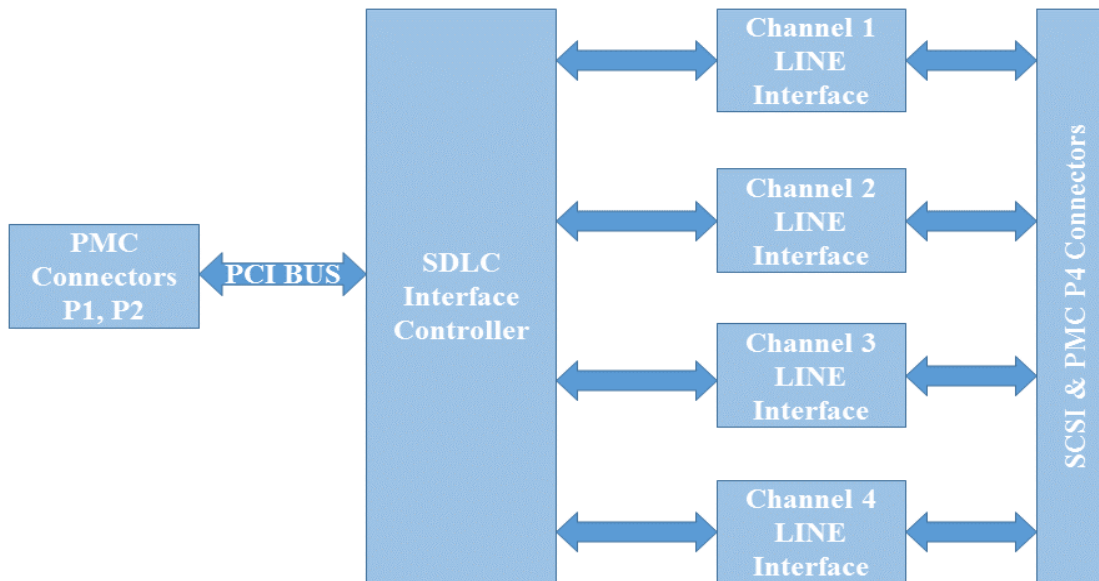 PMC
Connectors
P1, P2
PCI BUS
SDLC
Interface
Controller
Channel 1
LINE
Interface
Channel 2
LINE
Interface
Channel 3
LINE
Interface
Channel 4
LINE
Interface
SCSI & PMC P4 Connectors